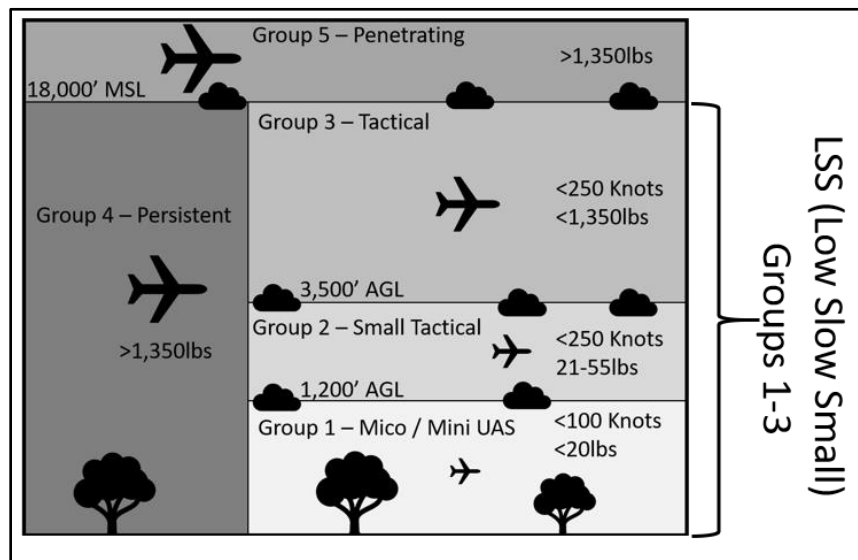 Group 5 – Penetrating
>1,350lbs
18,000’ MSL
Group 3 – Tactical
<250 Knots
<1,350lbs
Group 4 – Persistent
>1,350lbs
3,500’ AGL
Group 2 – Small Tactical
<250 Knots
21-55lbs
1,200’ AGL
Group 1 – Mico / Mini UAS
<100 Knots
<20lbs
LSS (Low Slow Small)
Groups 1-3